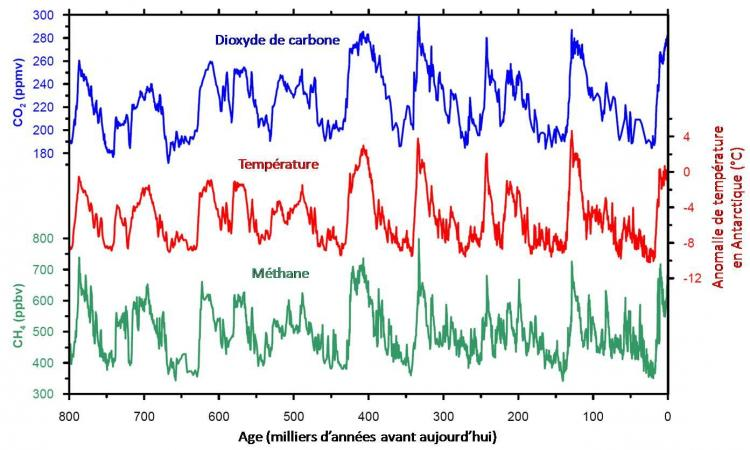 300
280
260
240
220
200
180
CO₂ (ppmv)
Dioxyde de carbone
4
0
-4
-8
-12
Anomalie de température
en Antarctique (°C)
Température
800
700
600
500
400
300
CH₄ (ppbv)
Méthane
800 700 600 500 400 300 200 100 0
Age (milliers d'années avant aujourd'hui)